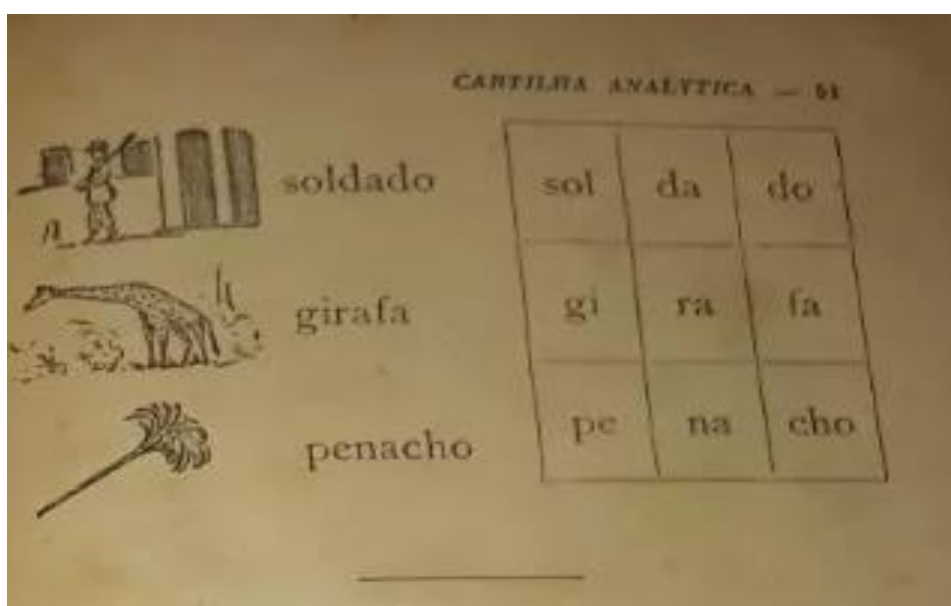 CARTILHA ANALYTICA — 51
soldado
sol da do
girafa
gi ra fa
penacho
pe na cho